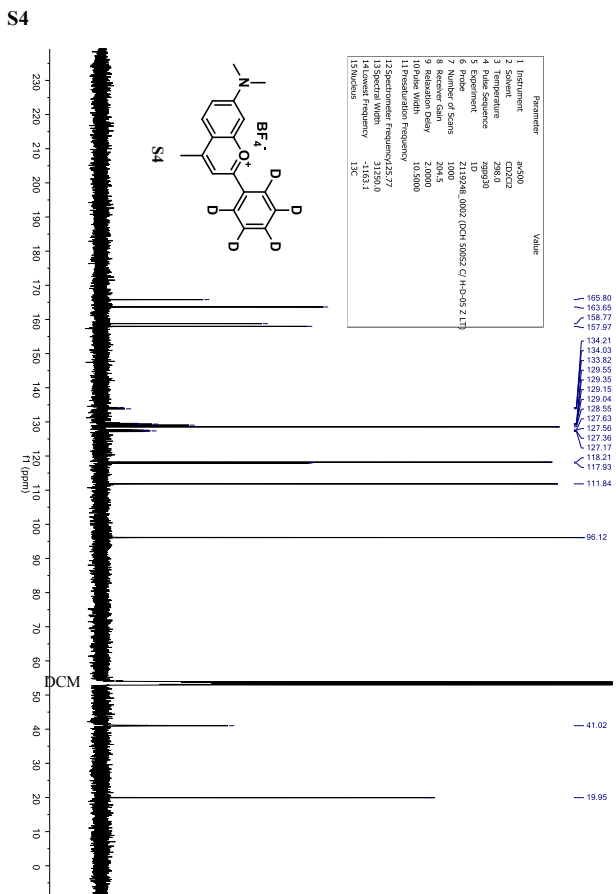 S4
Parameter Value
1 Instrument av500
2 Solvent CD2Cl2
3 Temperature 298.0
4 Pulse Sequence zgpg30
5 Experiment 1D
6 Probe Z119248_0002 (DCH 500S2 C/ H-D-05 Z LT)
7 Number of Scans 1000
8 Receiver Gain 204.5
9 Relaxation Delay 2.0000
10 Pulse Width 10.5000
11 Presaturation Frequency
12 Spectrometer Frequency 125.77
13 Spectral Width 31250.0
14 Lowest Frequency -1163.1
15 Nucleus 13C
N
O+
BF4-
D
D
D
D
D
S4
165.80
163.65
158.77
157.97
134.21
134.03
133.82
129.55
129.35
129.15
129.04
128.55
127.63
127.56
127.36
127.17
118.21
117.93
111.84
96.12
41.02
19.95
DCM
230 220 210 200 190 180 170 160 150 140 130 120 110 100 90 80 70 60 50 40 30 20 10 0
f1 (ppm)